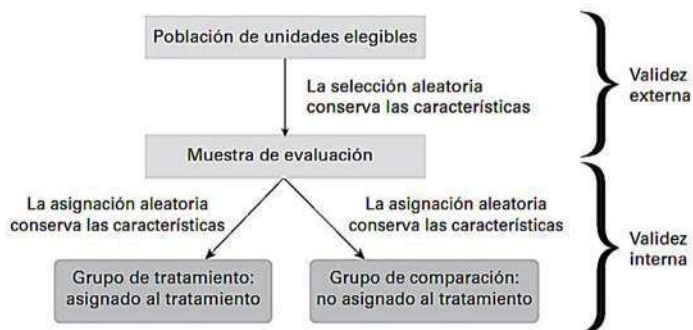 Población de unidades elegibles
La selección aleatoria
conserva las características
Validez
externa
Muestra de evaluación
La asignación aleatoria
conserva las características
La asignación aleatoria
conserva las características
Validez
interna
Grupo de tratamiento:
asignado al tratamiento
Grupo de comparación:
no asignado al tratamiento